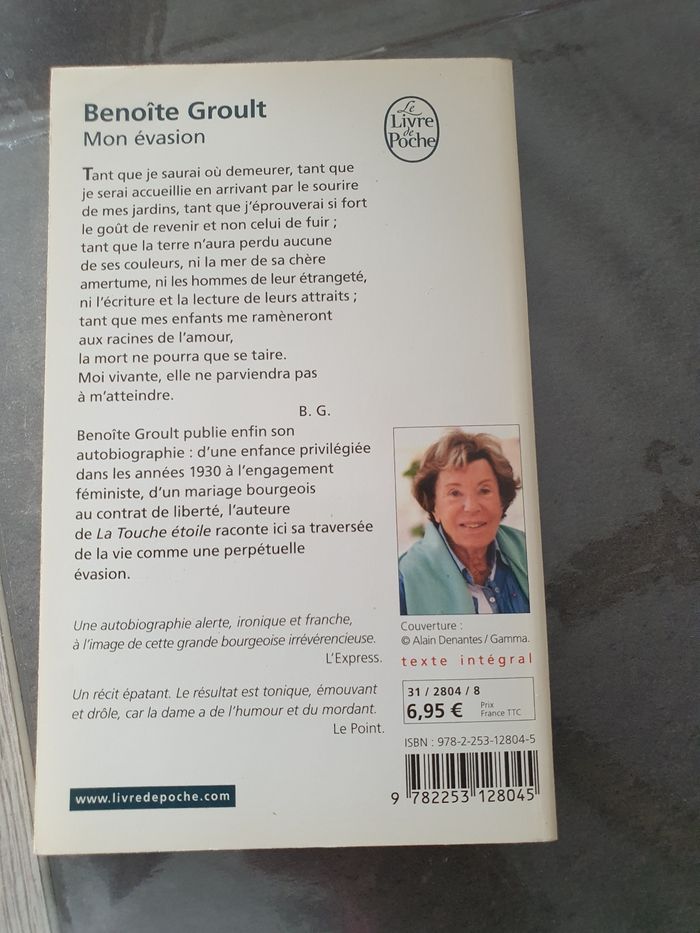 Benoîte Groult
Mon évasion
Le
Livre
de
Poche
Tant que je saurai où demeurer, tant que
je serai accueillie en arrivant par le sourire
de mes jardins, tant que j'éprouverai si fort
le goût de revenir et non celui de fuir ;
tant que la terre n'aura perdu aucune
de ses couleurs, ni la mer de sa chère
amertume, ni les hommes de leur étrangeté,
ni l'écriture et la lecture de leurs attraits ;
tant que mes enfants me ramèneront
aux racines de l'amour,
la mort ne pourra que se taire.
Moi vivante, elle ne parviendra pas
à m'atteindre.
B. G.
Benoîte Groult publie enfin son
autobiographie : d'une enfance privilégiée
dans les années 1930 à l'engagement
féministe, d'un mariage bourgeois
au contrat de liberté, l'auteure
de La Touche étoile raconte ici sa traversée
de la vie comme une perpétuelle
évasion.
Une autobiographie alerte, ironique et franche,
à l'image de cette grande bourgeoise irrévérencieuse.
L'Express.
Un récit épatant. Le résultat est tonique, émouvant
et drôle, car la dame a de l'humour et du mordant.
Le Point.
www.livredepoche.com
Couverture :
© Alain Denantes / Gamma.
texte intégral
31 / 2804 / 8
6,95 € Prix
France TTC
ISBN : 978-2-253-12804-5
9 782253 128045